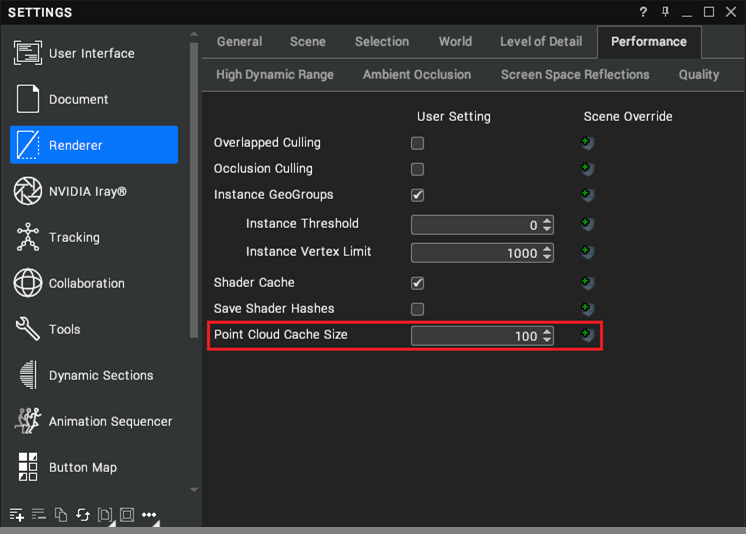 SETTINGS
?
User Interface
Document
Renderer
NVIDIA Iray®
Tracking
Collaboration
Tools
Dynamic Sections
Animation Sequencer
Button Map
General Scene Selection World Level of Detail Performance
High Dynamic Range Ambient Occlusion Screen Space Reflections Quality
User Setting Scene Override
Overlapped Culling
Occlusion Culling
Instance GeoGroups
Instance Threshold 0
Instance Vertex Limit 1000
Shader Cache
Save Shader Hashes
Point Cloud Cache Size 100